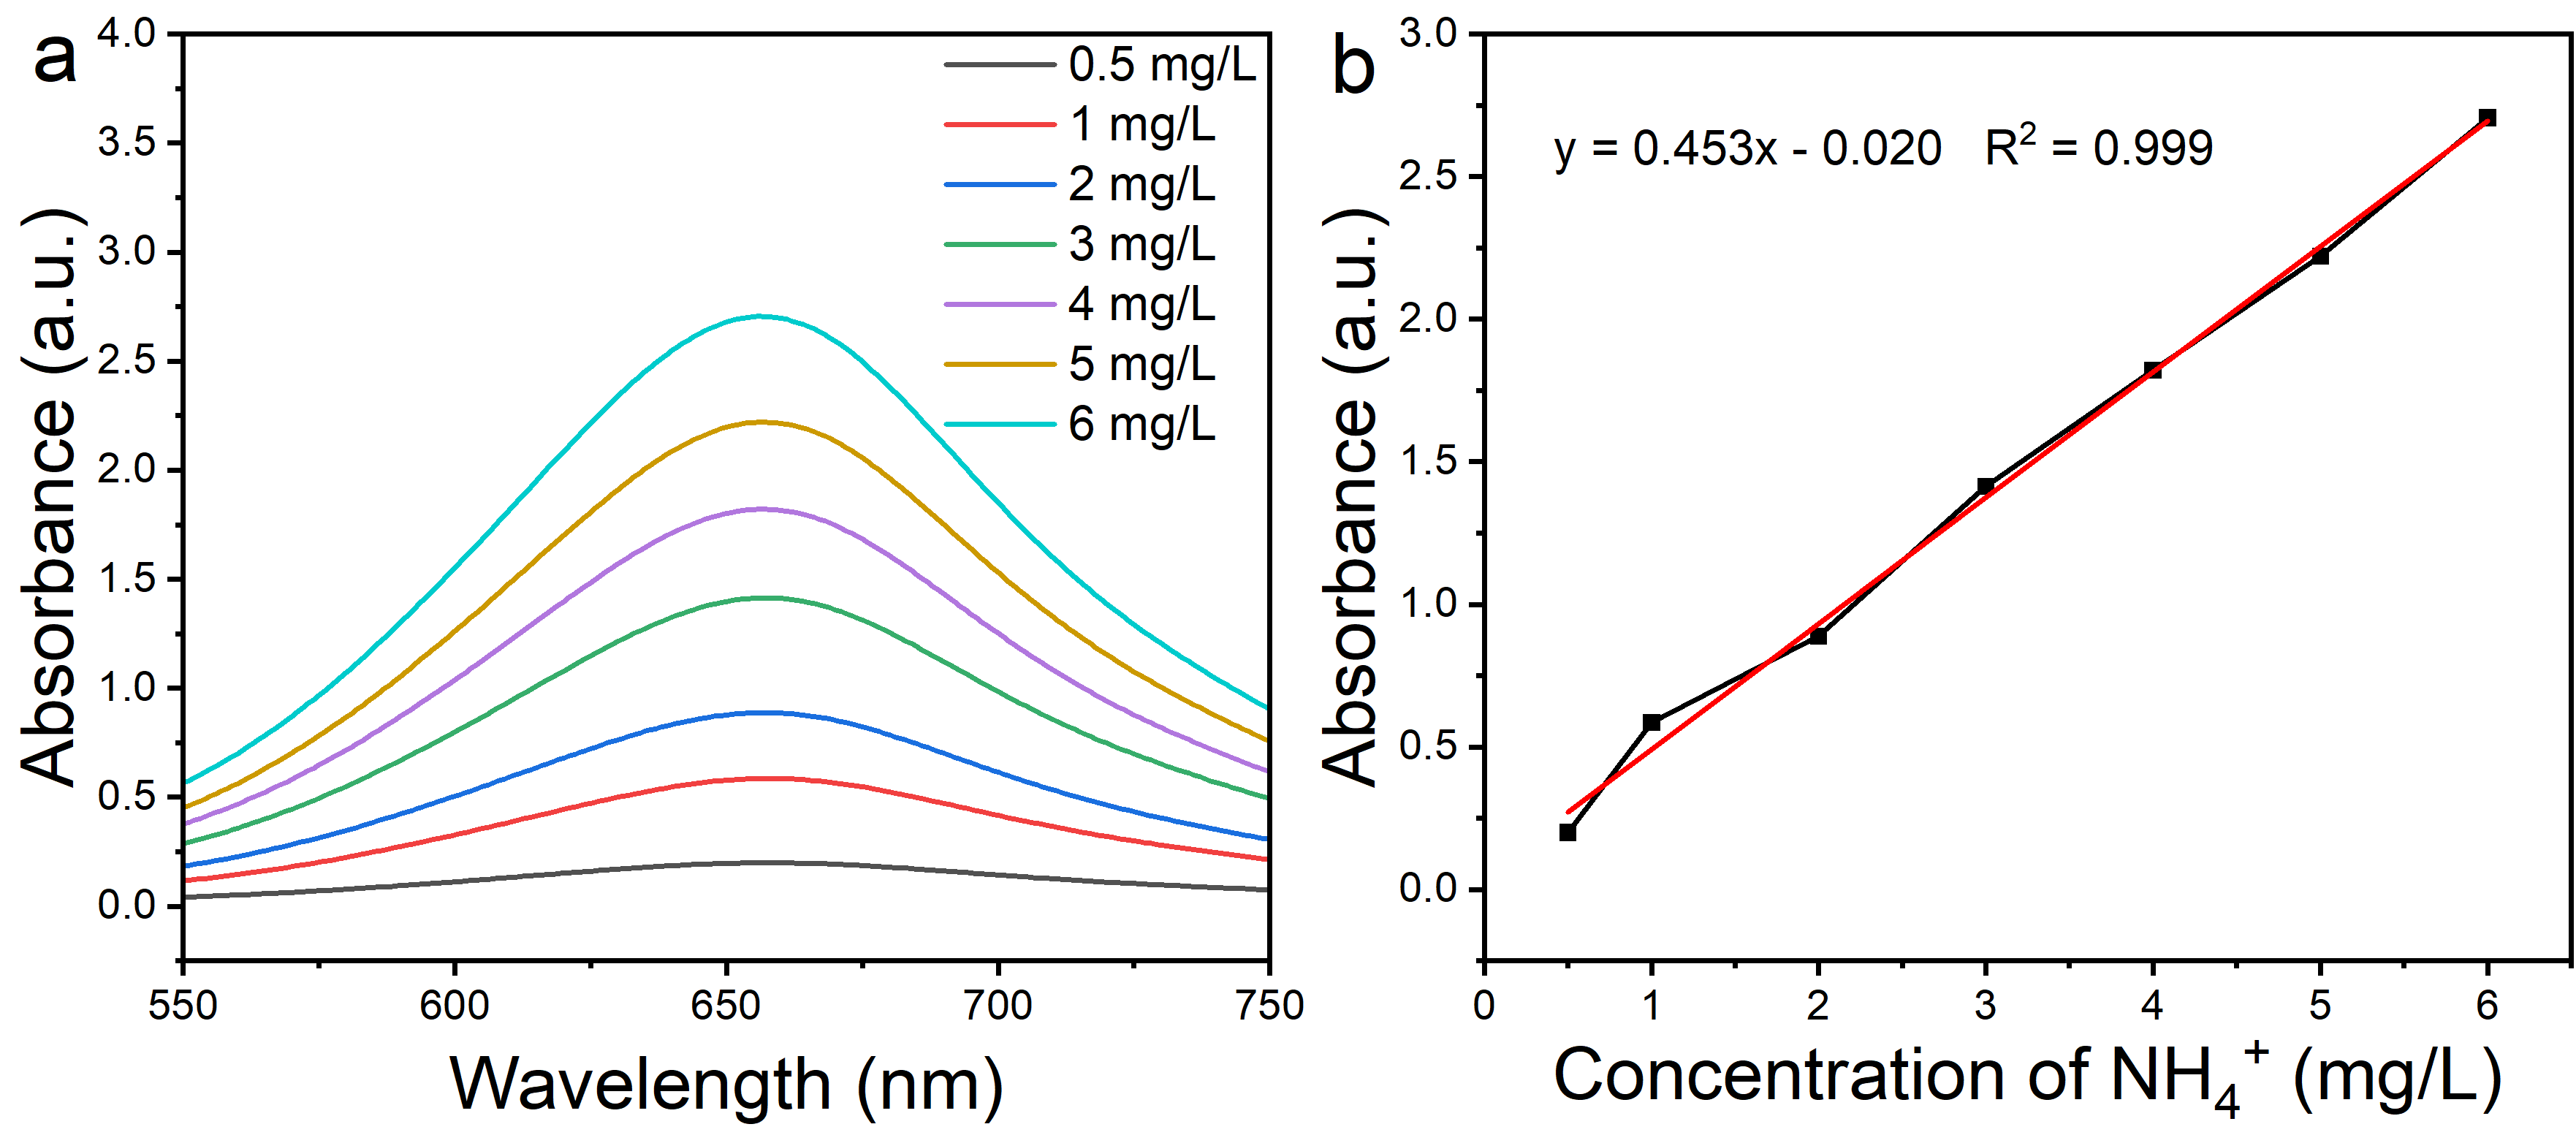 a
4.0
3.5
3.0
2.5
2.0
1.5
1.0
0.5
0.0
Absorbance (a.u.)
550 600 650 700 750
Wavelength (nm)
0.5 mg/L
1 mg/L
2 mg/L
3 mg/L
4 mg/L
5 mg/L
6 mg/L
b
3.0
2.5
2.0
1.5
1.0
0.5
0.0
Absorbance (a.u.)
y = 0.453x - 0.020 R² = 0.999
0 1 2 3 4 5 6
Concentration of NH₄⁺ (mg/L)